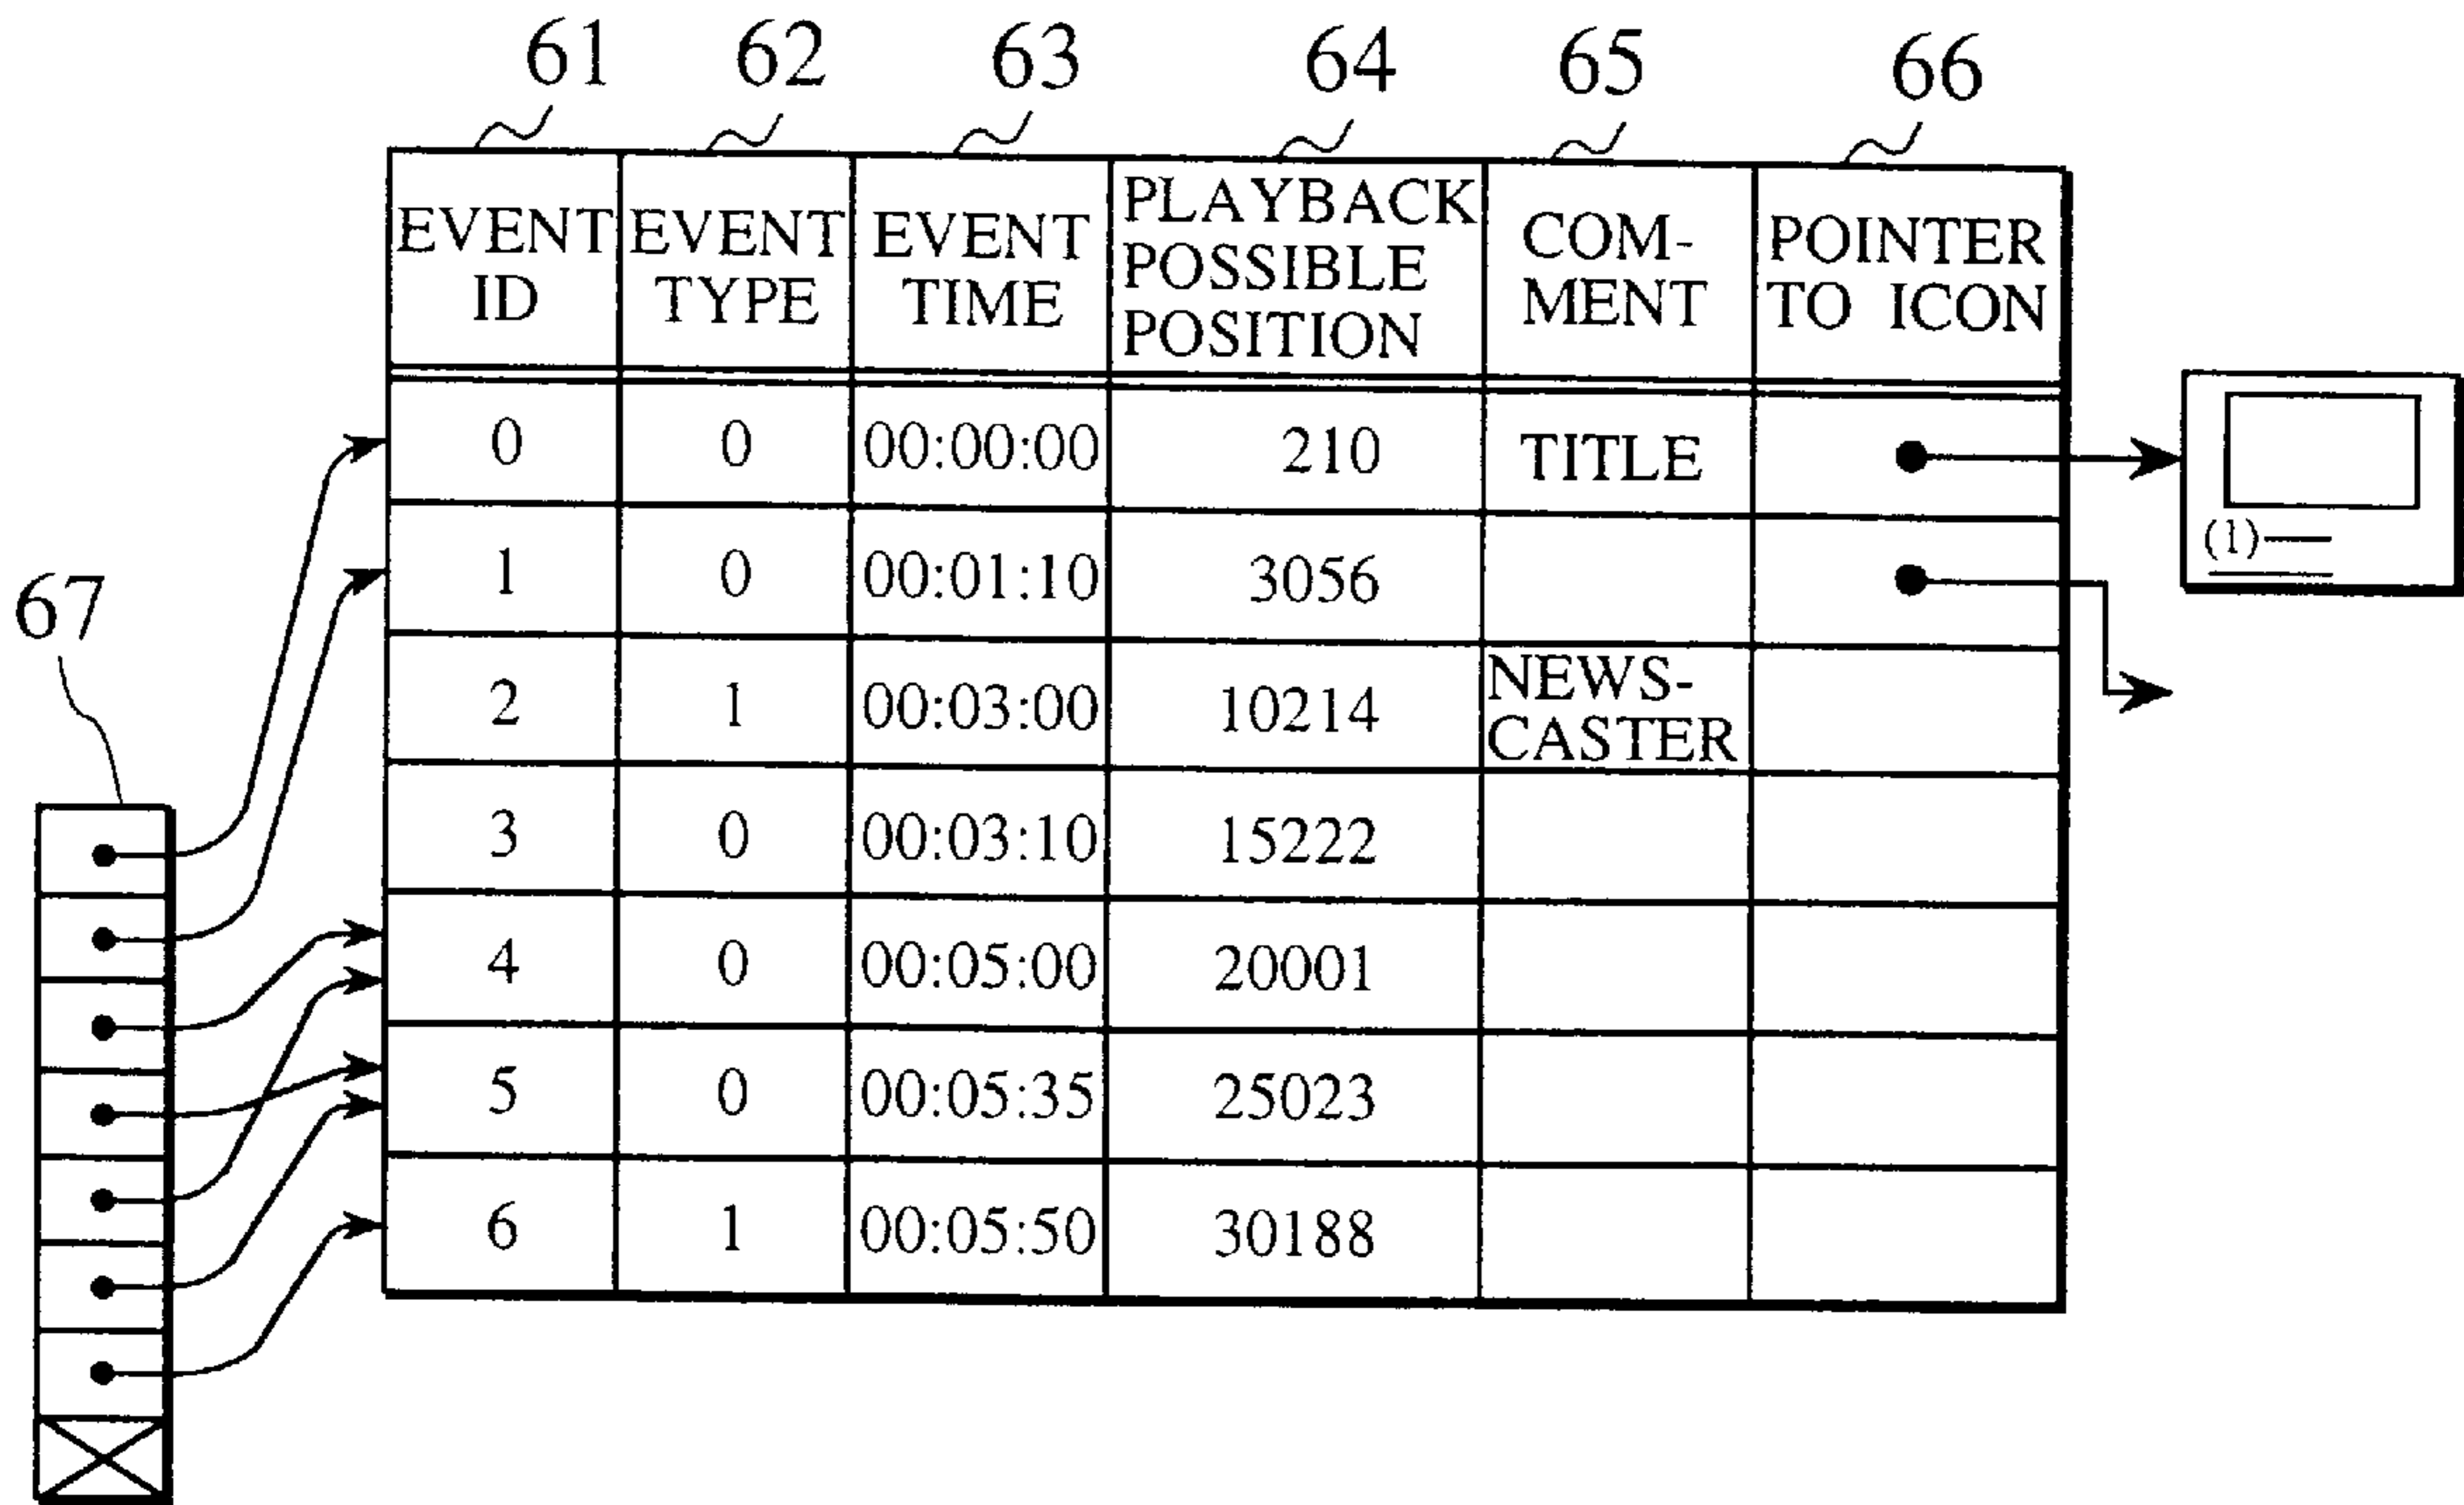 61 62 63 64 65 66
EVENT ID EVENT TYPE EVENT TIME PLAYBACK POSSIBLE POSITION COM-MENT POINTER TO ICON
0 0 00:00:00 210 TITLE
(1)
1 0 00:01:10 3056
67
2 1 00:03:00 10214 NEWS-CASTER
3 0 00:03:10 15222
4 0 00:05:00 20001
5 0 00:05:35 25023
6 1 00:05:50 30188